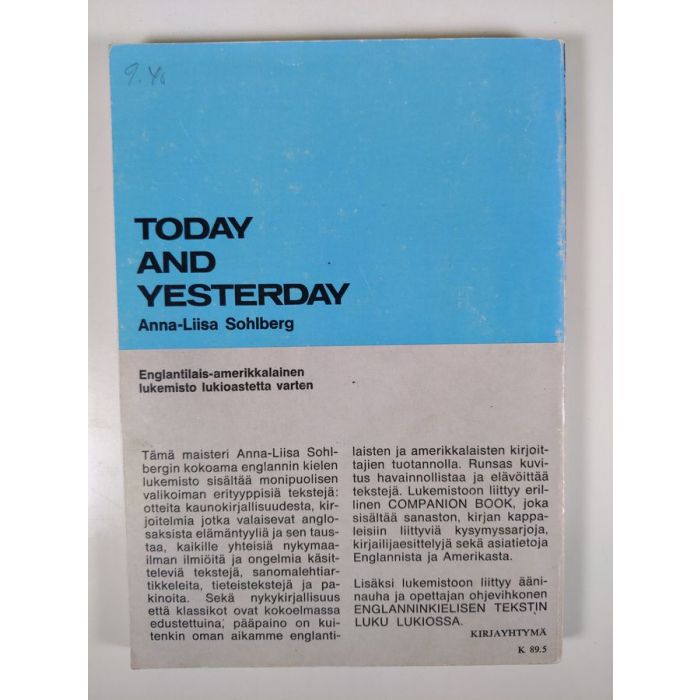 9.40
TODAY
AND
YESTERDAY
Anna-Liisa Sohlberg
Englantilais-amerikkalainen
lukemisto lukioastetta varten
Tämä maisteri Anna-Liisa Sohl-
bergin kokoama englannin kielen
lukemisto sisältää monipuolisen
valikoiman erityyppisiä tekstejä:
otteita kaunokirjallisuudesta, kir-
joitelmia jotka valaisevat anglo-
saksista elämäntyyliä ja sen taus-
taa, kaikille yhteisiä nykymaa-
ilman ilmiöitä ja ongelmia käsit-
televiä tekstejä, sanomalehtiar-
tikkeleita, tieteistekstejä ja pa-
kinoita. Sekä nykykirjallisuus
että klassikot ovat kokoelmassa
edustettuina; pääpaino on kui-
tenkin oman aikamme englanti-
laisten ja amerikkalaisten kirjoit-
tajien tuotannolla. Runsas kuvi-
tus havainnollistaa ja elävöittää
tekstejä. Lukemistoon liittyy eril-
linen COMPANION BOOK, joka
sisältää sanaston, kirjan kappa-
leisiin liittyviä kysymyssarjoja,
kirjailijaesittelyjä sekä asiatietoja
Englannista ja Amerikasta.
Lisäksi lukemistoon liittyy ääni-
nauha ja opettajan ohjevihkonen
ENGLANNINKIELISEN TEKSTIN
LUKU LUKIOSSA.
KIRJAYHTYMÄ
K 89.5